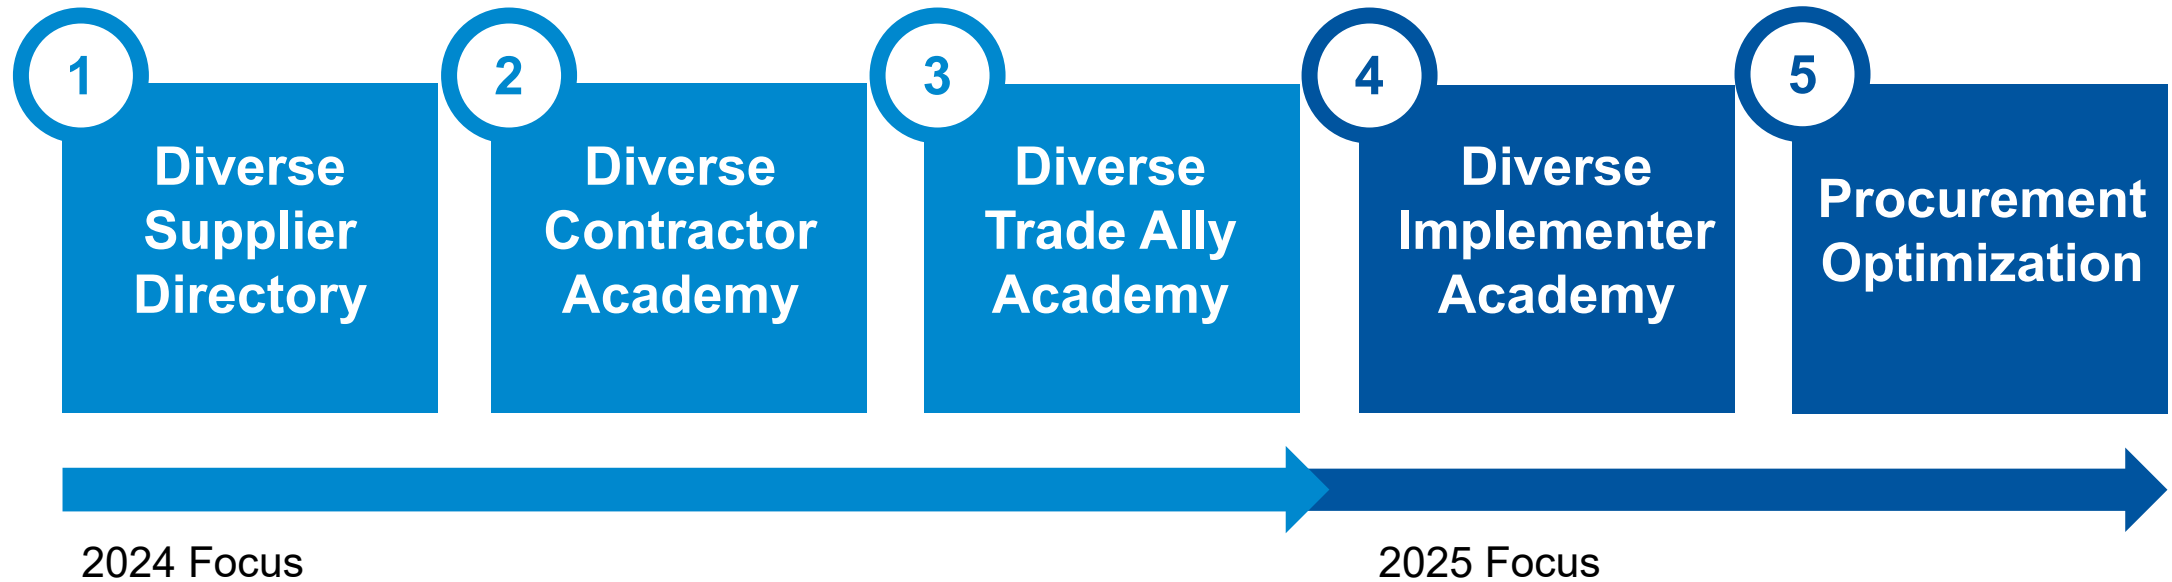 1
Diverse
Supplier
Directory
2
Diverse
Contractor
Academy
3
Diverse
Trade Ally
Academy
4
Diverse
Implementer
Academy
5
Procurement
Optimization
2024 Focus
2025 Focus